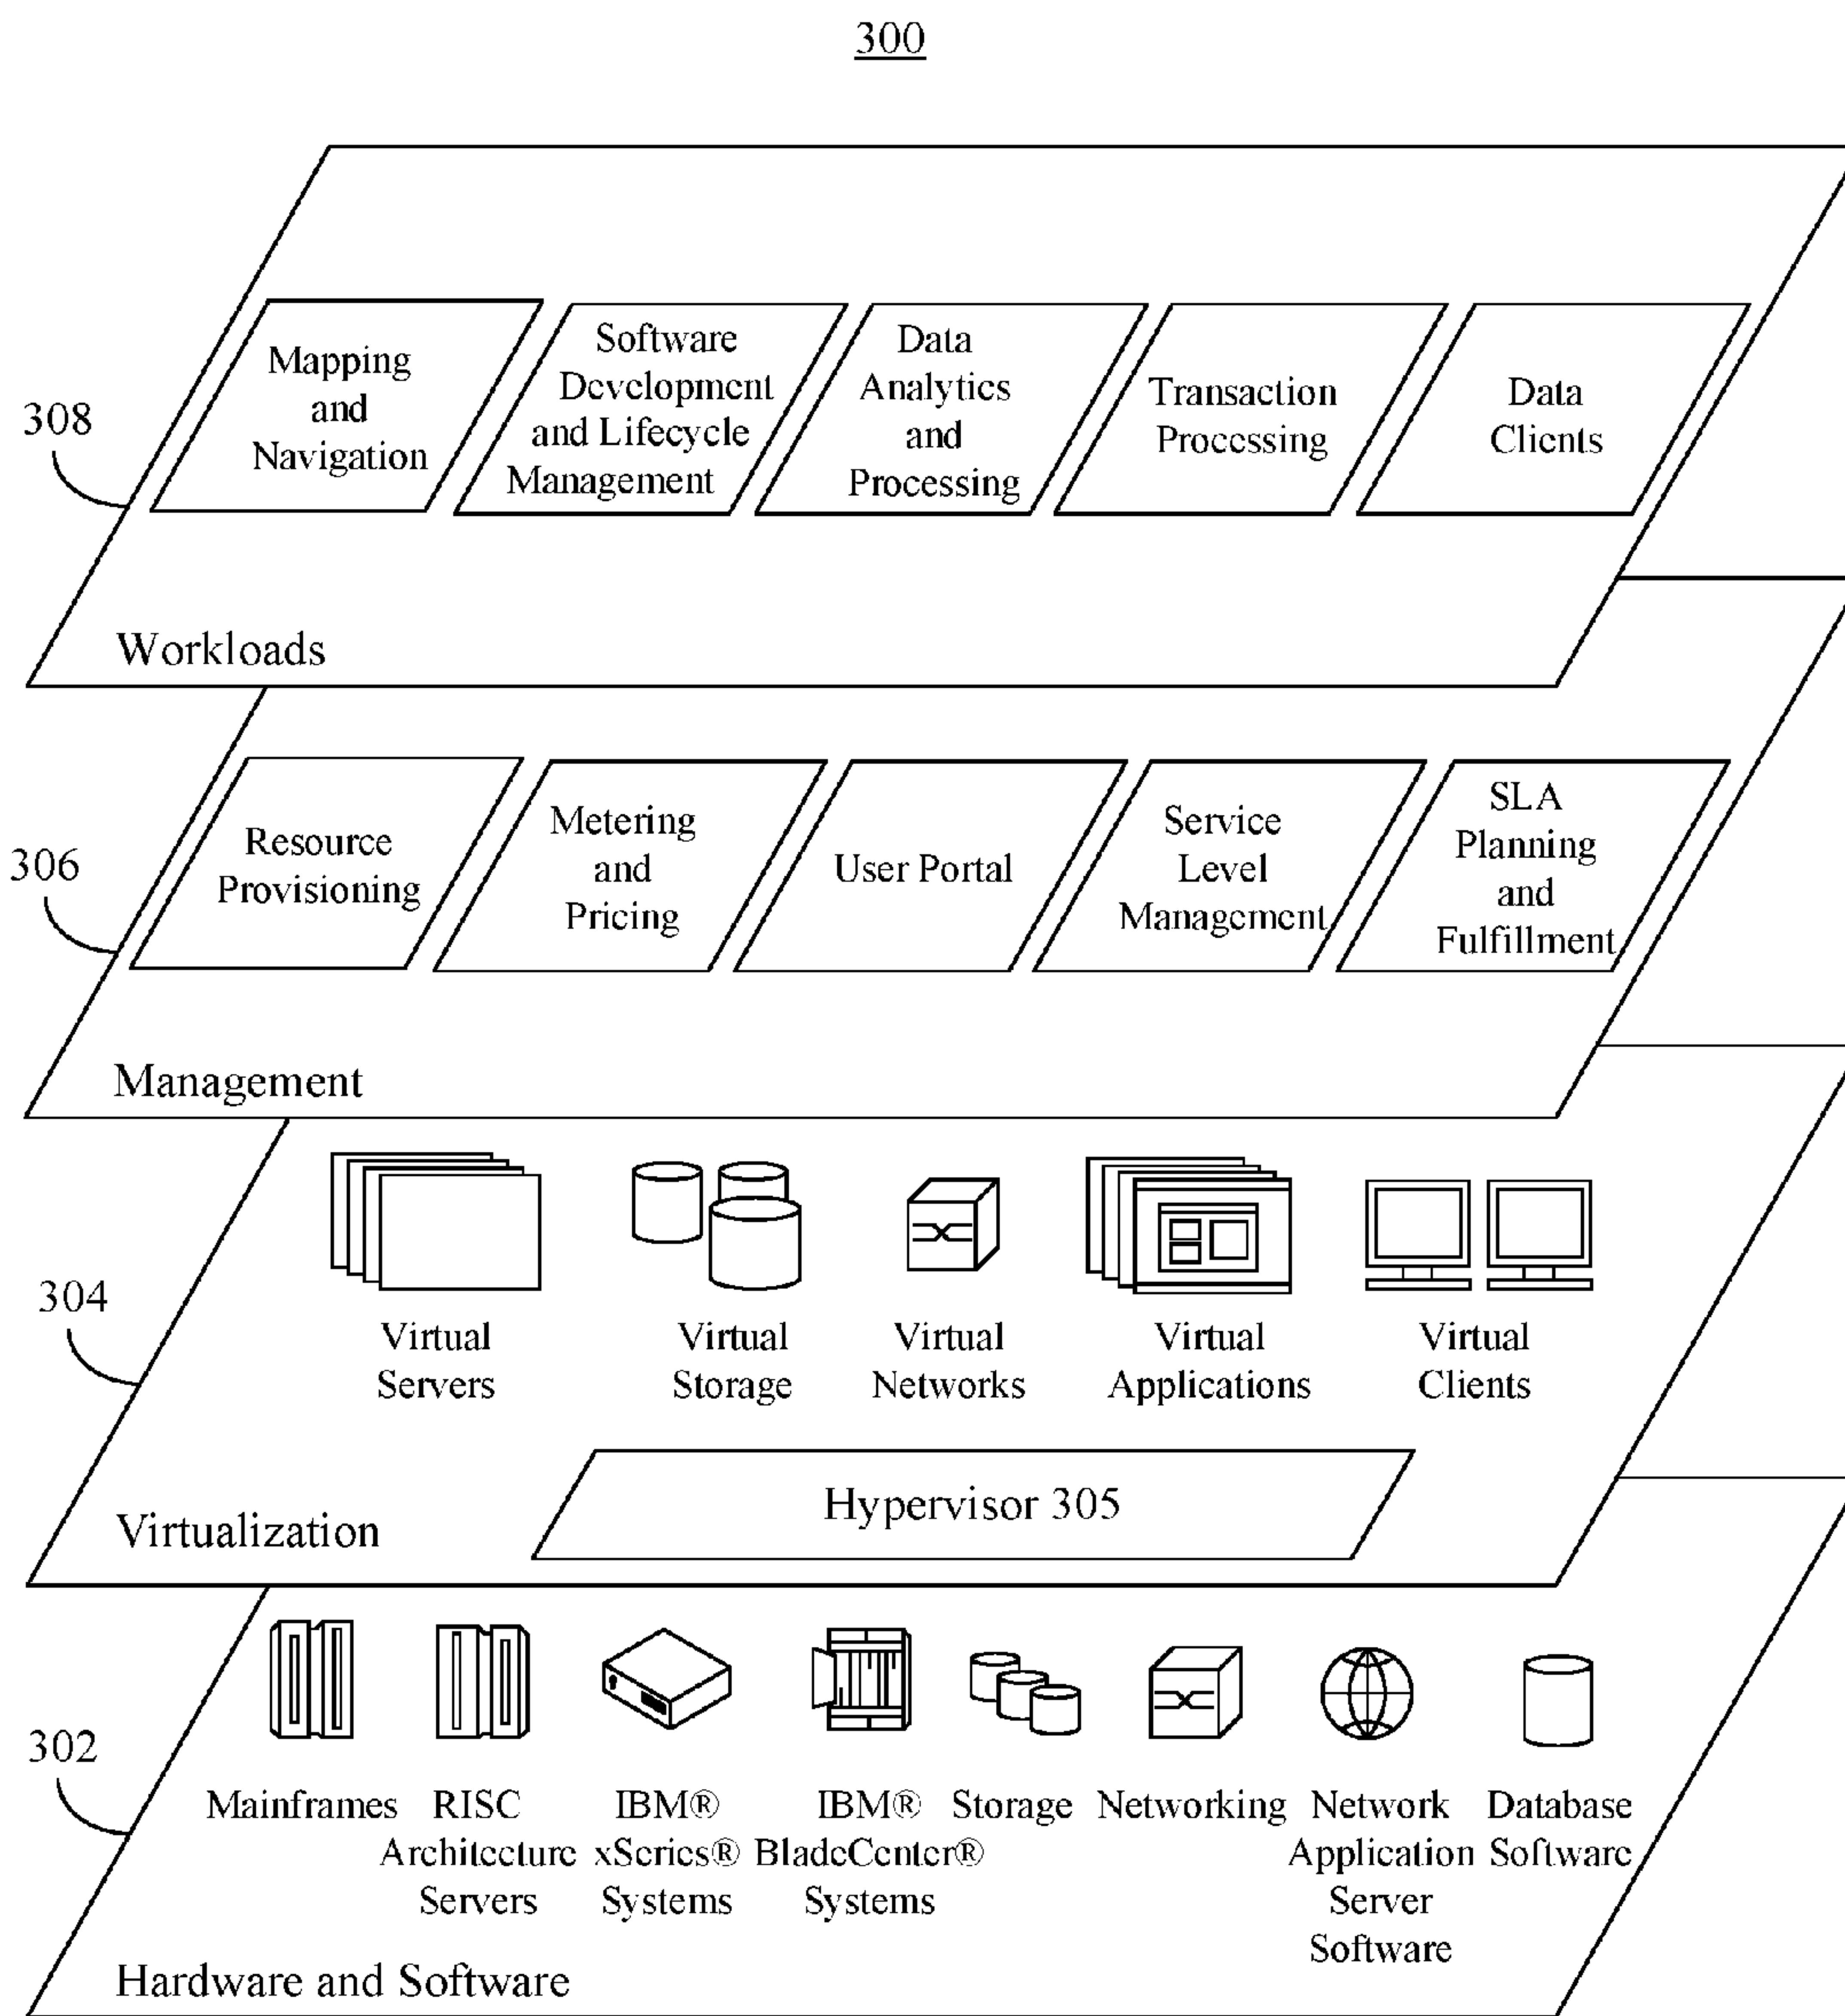 300
Mapping
and
Navigation
Software
Development
and Lifecycle
Management
Data
Analytics
and
Processing
Transaction
Processing
Data
Clients
308
Workloads
Resource
Provisioning
Metering
and
Pricing
User Portal
Service
Level
Management
SLA
Planning
and
Fulfillment
306
Management
Virtual
Servers
Virtual
Storage
Virtual
Networks
Virtual
Applications
Virtual
Clients
304
Hypervisor 305
Virtualization
302
Mainframes
RISC
Architecture
Servers
IBM®
xSeries®
Systems
IBM®
BladeCenter®
Systems
Storage
Networking
Network
Application
Server
Software
Database
Software
Hardware and Software